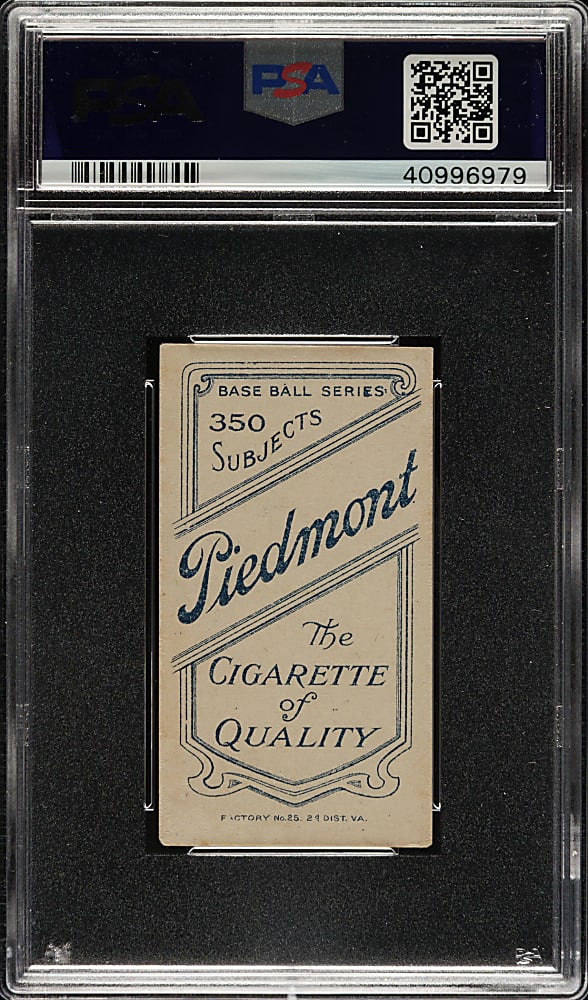 PSA
40996979
BASE BALL SERIES
350
SUBJECTS
Piedmont
The
CIGARETTE
of
QUALITY
FACTORY No. 25. 2d DIST. VA.